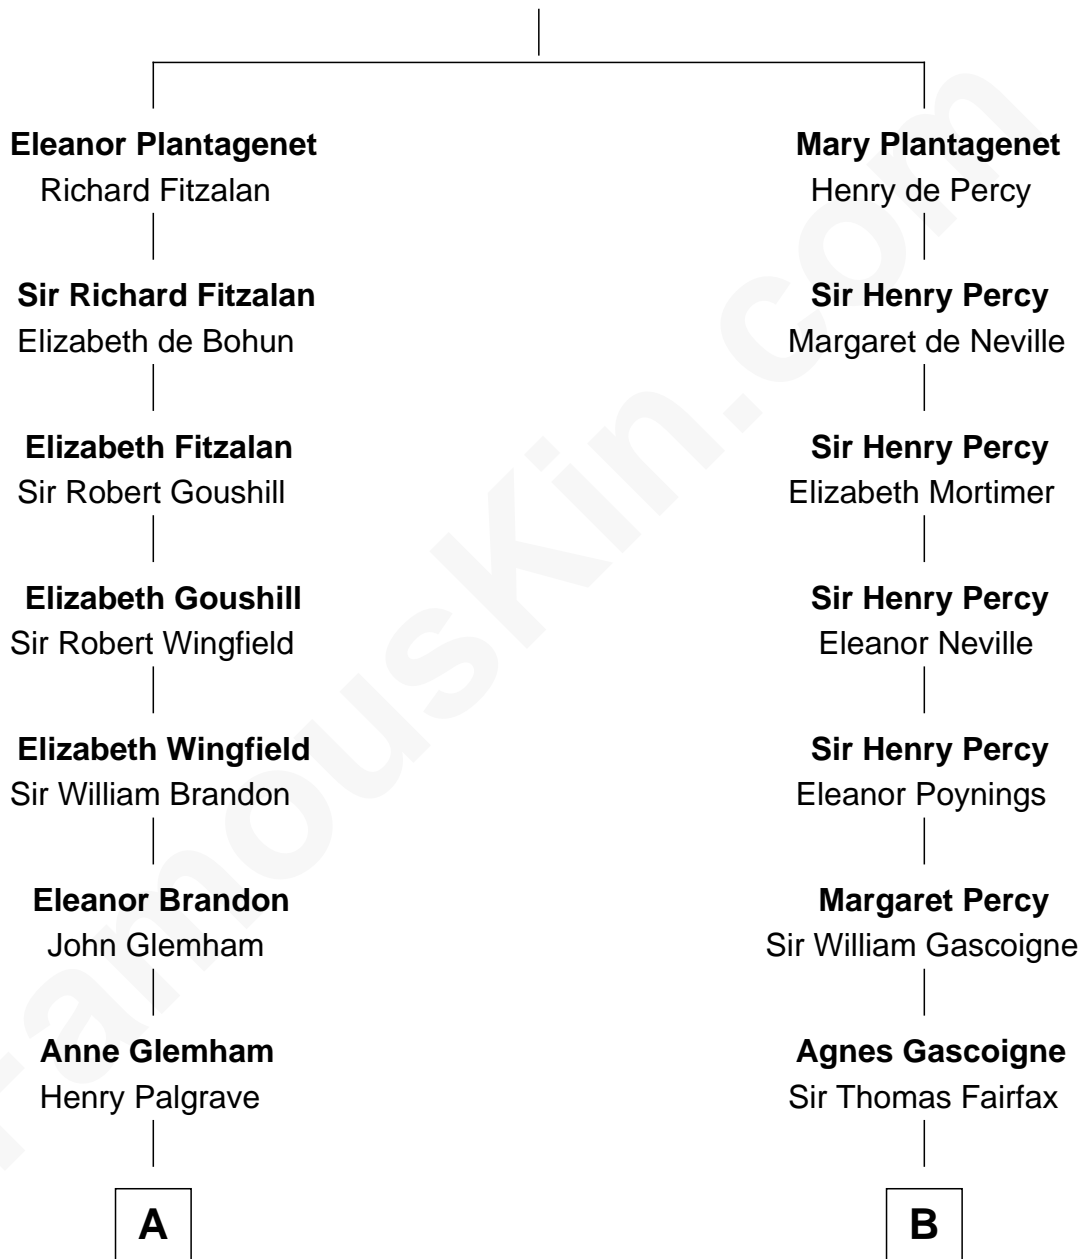 Eleanor Plantagenet
Richard Fitzalan
Sir Richard Fitzalan
Elizabeth de Bohun
Elizabeth Fitzalan
Sir Robert Goushill
Elizabeth Goushill
Sir Robert Wingfield
Elizabeth Wingfield
Sir William Brandon
Eleanor Brandon
John Glemham
Anne Glemham
Henry Palgrave
A
Mary Plantagenet
Henry de Percy
Sir Henry Percy
Margaret de Neville
Sir Henry Percy
Elizabeth Mortimer
Sir Henry Percy
Eleanor Neville
Sir Henry Percy
Eleanor Poynings
Margaret Percy
Sir William Gascoigne
Agnes Gascoigne
Sir Thomas Fairfax
B
FamousKin.com